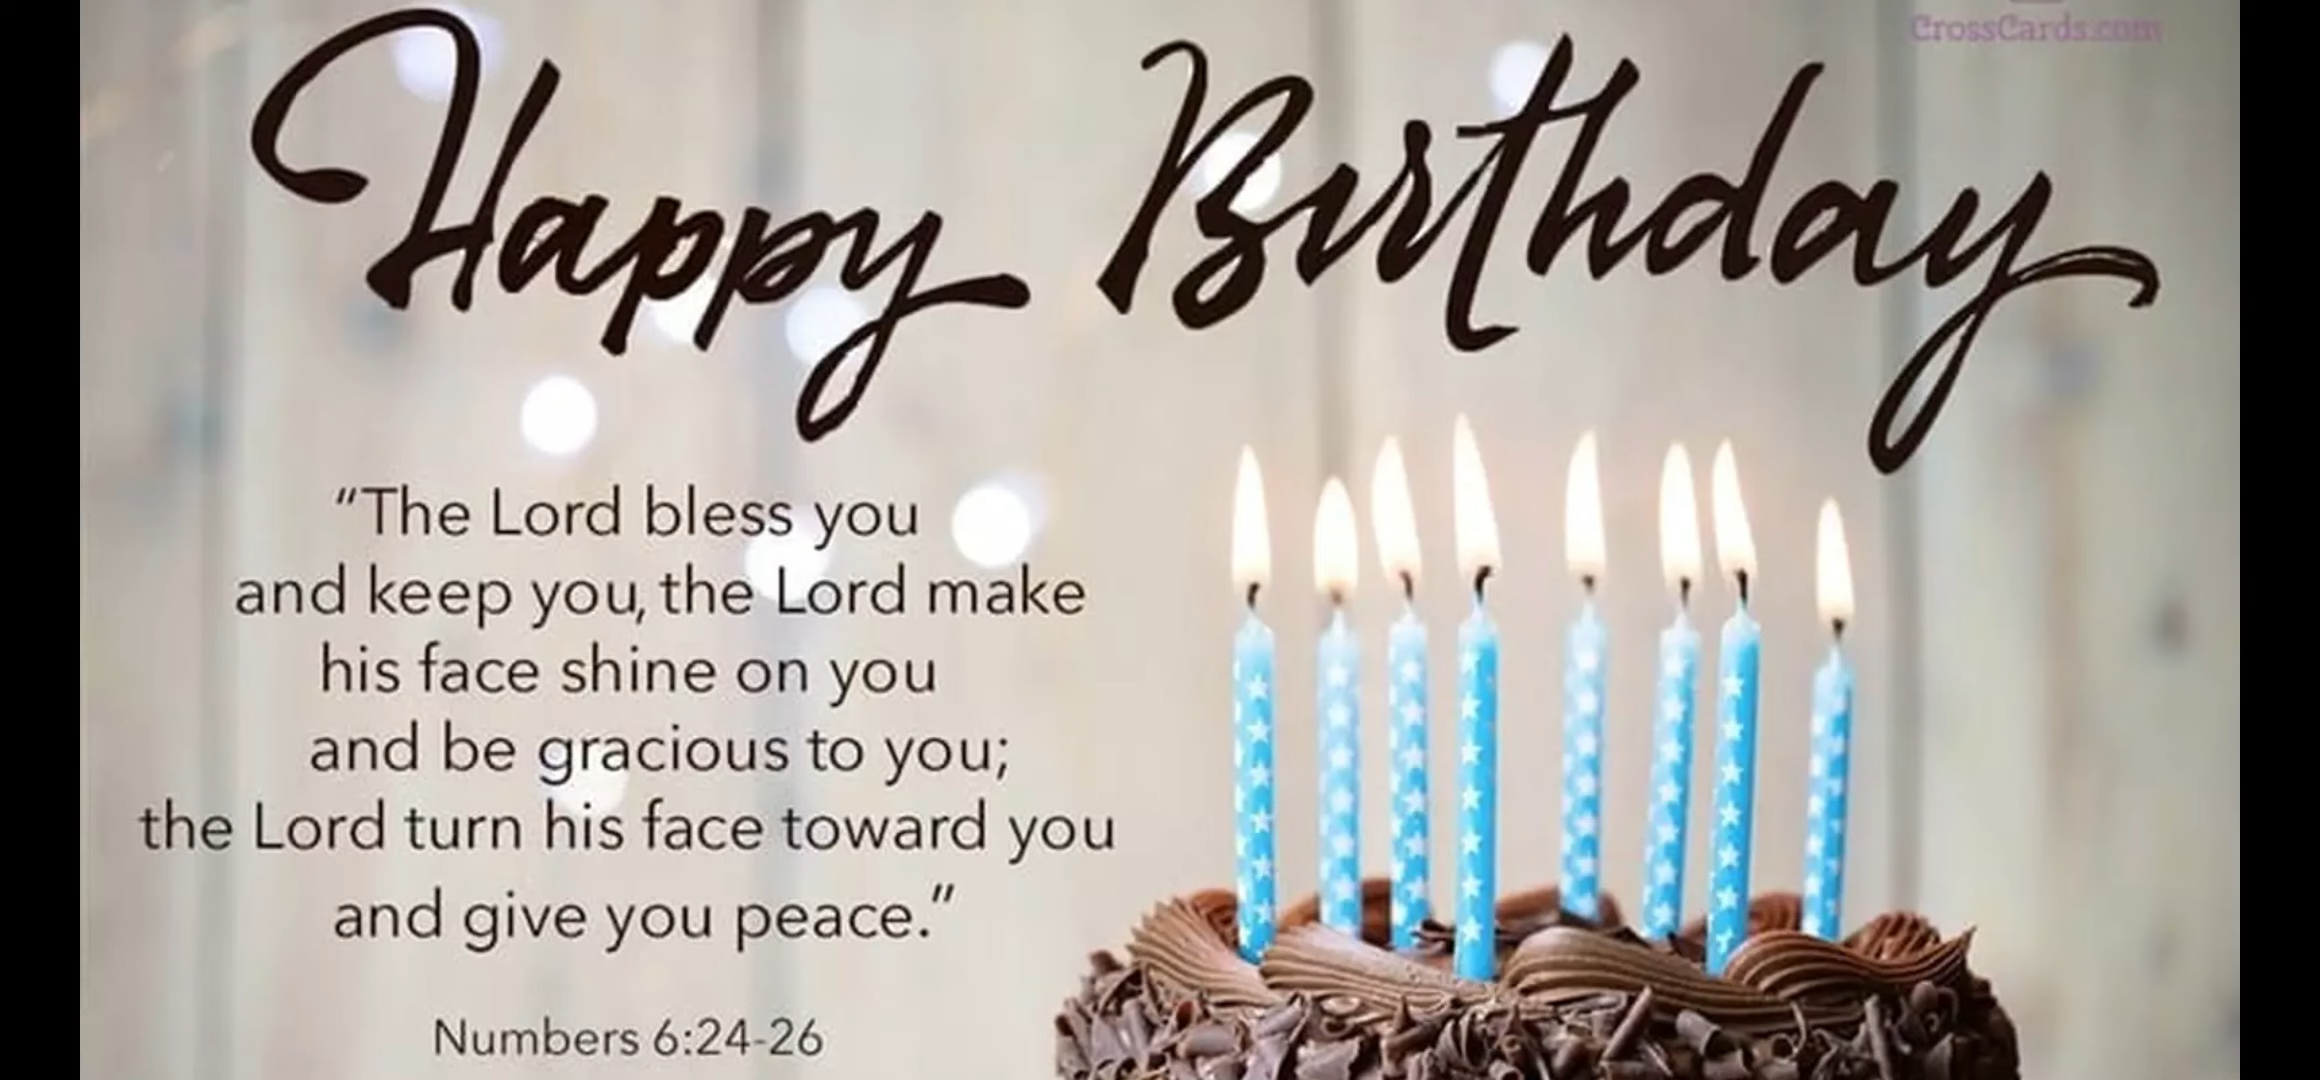 CrossCards.com
Happy Birthday
“The Lord bless you
and keep you, the Lord make
his face shine on you
and be gracious to you;
the Lord turn his face toward you
and give you peace.”
Numbers 6:24-26